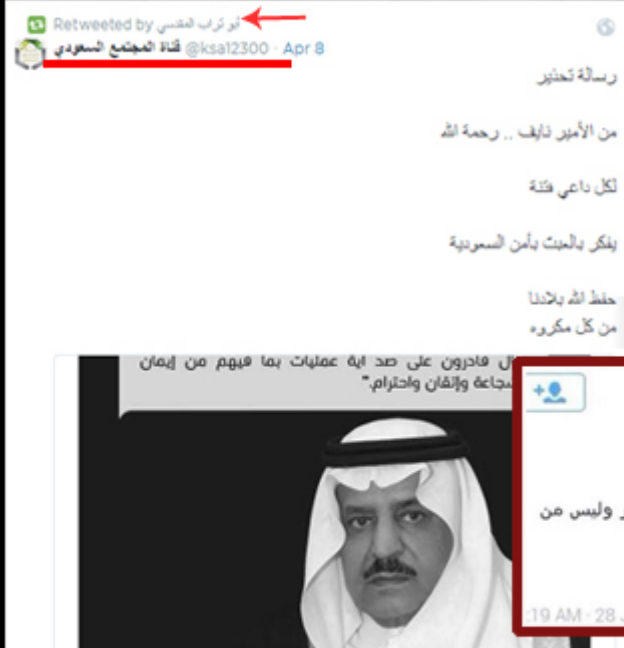 Retweeted by أبو تراب المقدسي
قناة المجتمع السعودي @ksa12300 · Apr 8
رسالة تحذير
من الأمير نايف .. رحمة الله
لكل داعي فتنة
يفكر بالعبث بأمن السعودية
حفظ الله بلادنا
من كل مكروه
ال قادرون على صد أية عمليات بما فيهم من إيمان
شجاعة وإتقان واحترام."
وليس من
:19 AM - 28